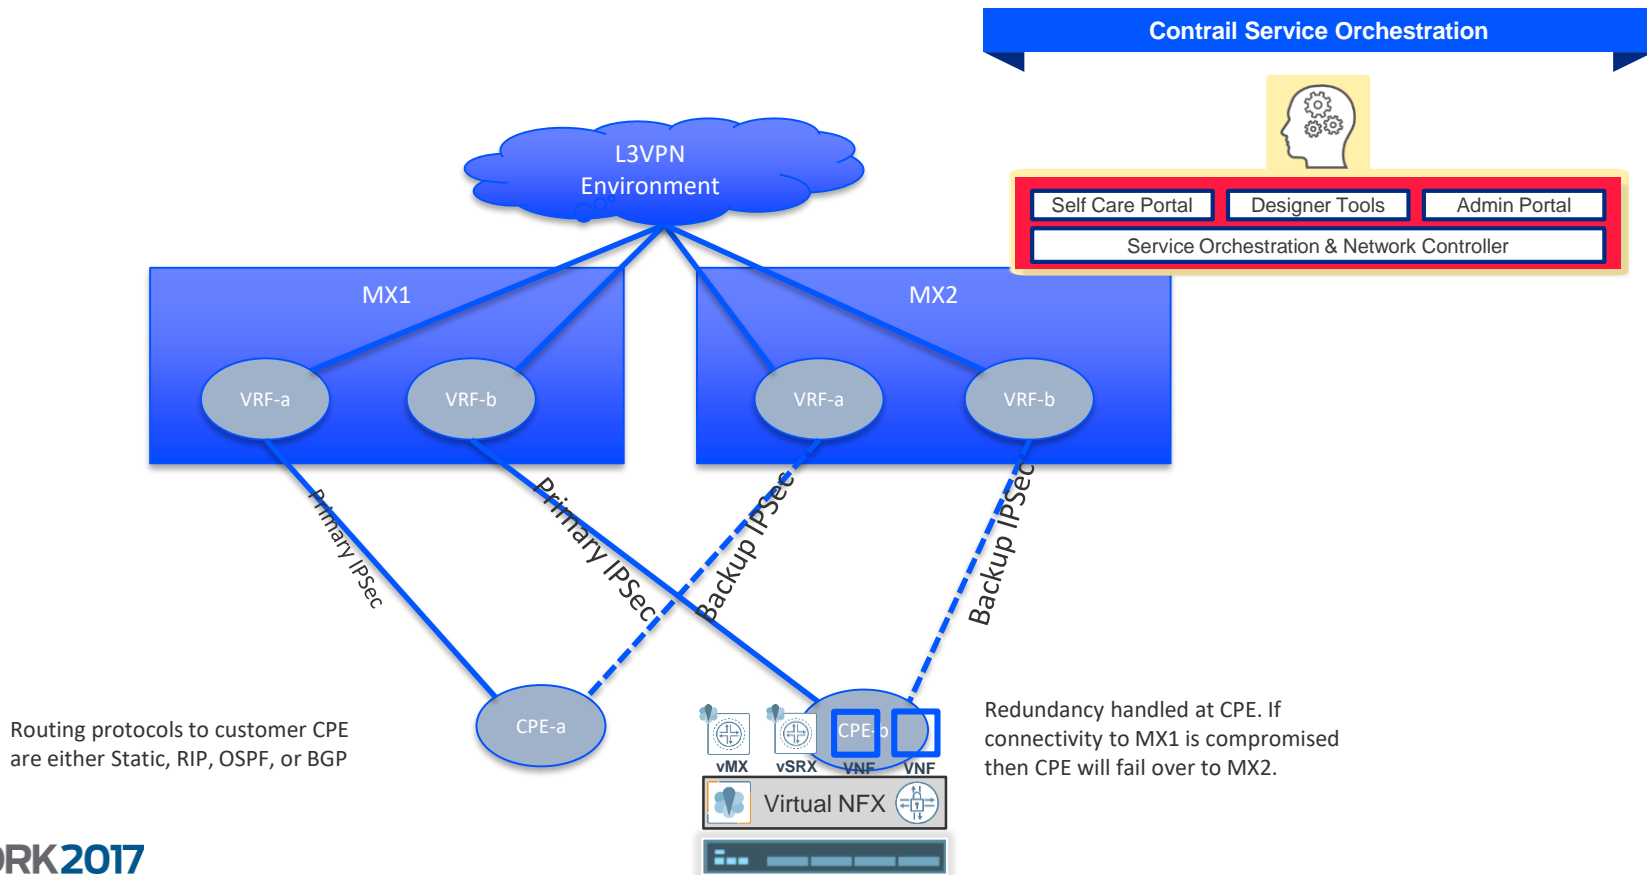 Contrail Service Orchestration
L3VPN
Environment
Self Care Portal
Designer Tools
Admin Portal
Service Orchestration & Network Controller
MX1
MX2
VRF-a
VRF-b
VRF-a
VRF-b
Primary IPSec
Primary IPSec
Backup IPSec
Backup IPSec
Routing protocols to customer CPE
are either Static, RIP, OSPF, or BGP
CPE-a
CPE-b
vMX
vSRX
VNF
VNF
Virtual NFX
Redundancy handled at CPE. If
connectivity to MX1 is compromised
then CPE will fail over to MX2.
ORK2017